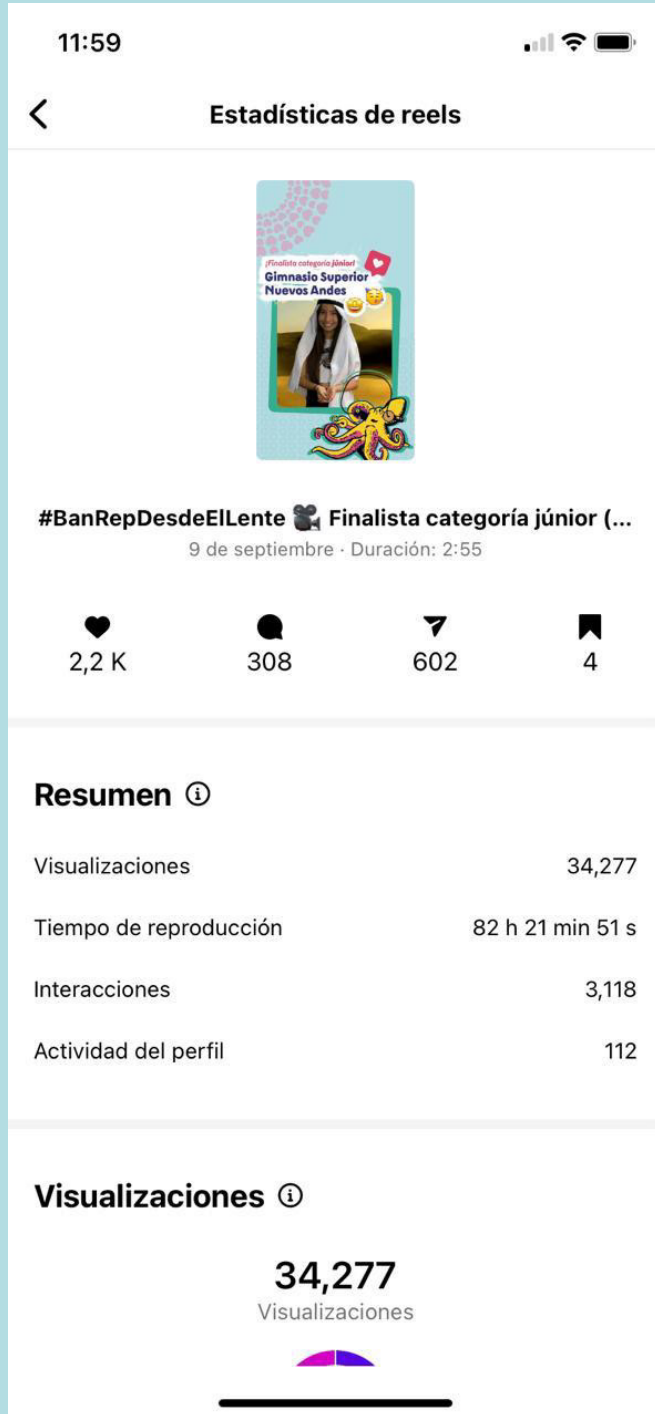 11:59
Estadísticas de reels
¡Finalista categoría júnior!
Gimnasio Superior
Nuevos Andes
#BanRepDesdeElLente 🎥 Finalista categoría júnior (...
9 de septiembre · Duración: 2:55
2,2 K 308 602 4
Resumen
Visualizaciones 34,277
Tiempo de reproducción 82 h 21 min 51 s
Interacciones 3,118
Actividad del perfil 112
Visualizaciones
34,277
Visualizaciones